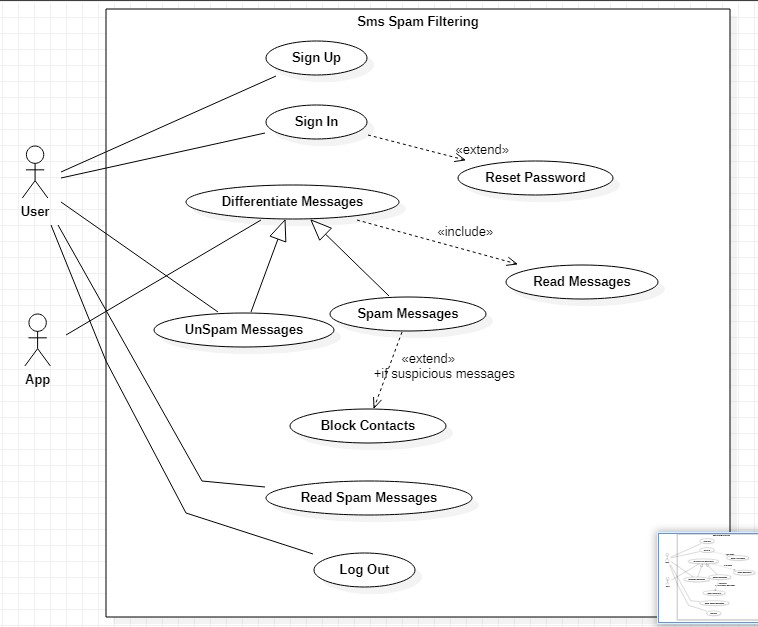 Sms Spam Filtering
Sign Up
Sign In
«extend»
Reset Password
User
Differentiate Messages
«include»
Read Messages
UnSpam Messages
Spam Messages
App
«extend»
+if suspicious messages
Block Contacts
Read Spam Messages
Log Out